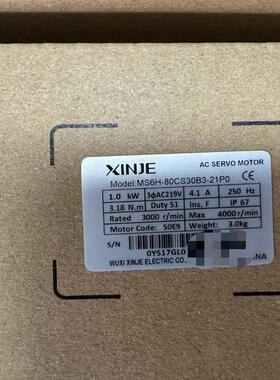 XINJE AC SERVO MOTOR
Model:MS6H-80CS30B3-21P0
1.0 kW 3ϕAC219V 4.1 A 250 Hz
3.18 N.m Duty S1 Ins. F IP 67
Rated 3000 r/min Max 4000 r/min
Motor Code: 50E9 Weight: 3.0kg
S/N
0Y517GL0
WUXI XINJE ELECTRIC CO.